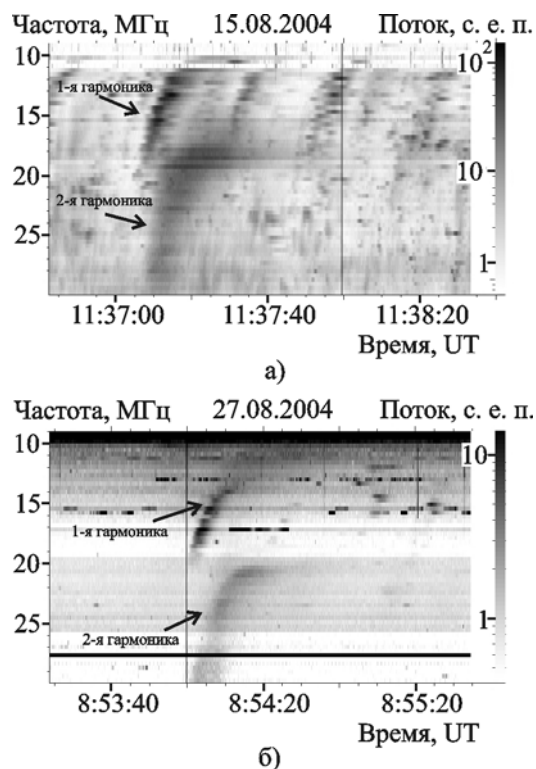 Частота, МГц 15.08.2004 Поток, с. е. п.
10
15
20
25
1-я гармоника
2-я гармоника
10²
10
1
11:37:00 11:37:40 11:38:20
Время, UT
а)
Частота, МГц 27.08.2004 Поток, с. е. п.
10
15
20
25
1-я гармоника
2-я гармоника
10
1
8:53:40 8:54:20 8:55:20
Время, UT
б)